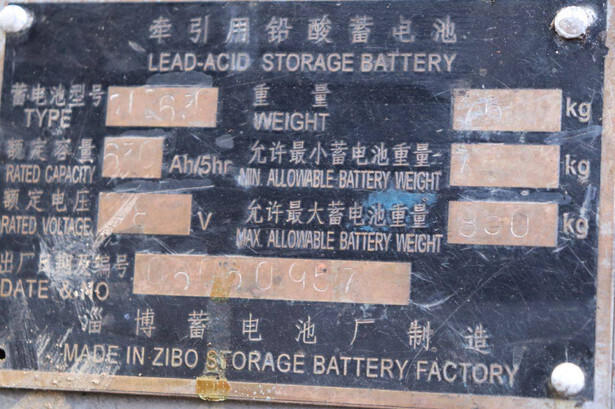 牵引用铅酸蓄电池
LEAD-ACID STORAGE BATTERY
蓄电池型号
TYPE
重量 kg
WEIGHT
额定容量 630 Ah/5hr
RATED CAPACITY
允许最小蓄电池重量 kg
MIN ALLOWABLE BATTERY WEIGHT
额定电压 V
RATED VOLTAGE
允许最大蓄电池重量 830 kg
MAX. ALLOWABLE BATTERY WEIGHT
出厂日期及编号
DATE & NO
淄博蓄电池厂制造
MADE IN ZIBO STORAGE BATTERY FACTORY